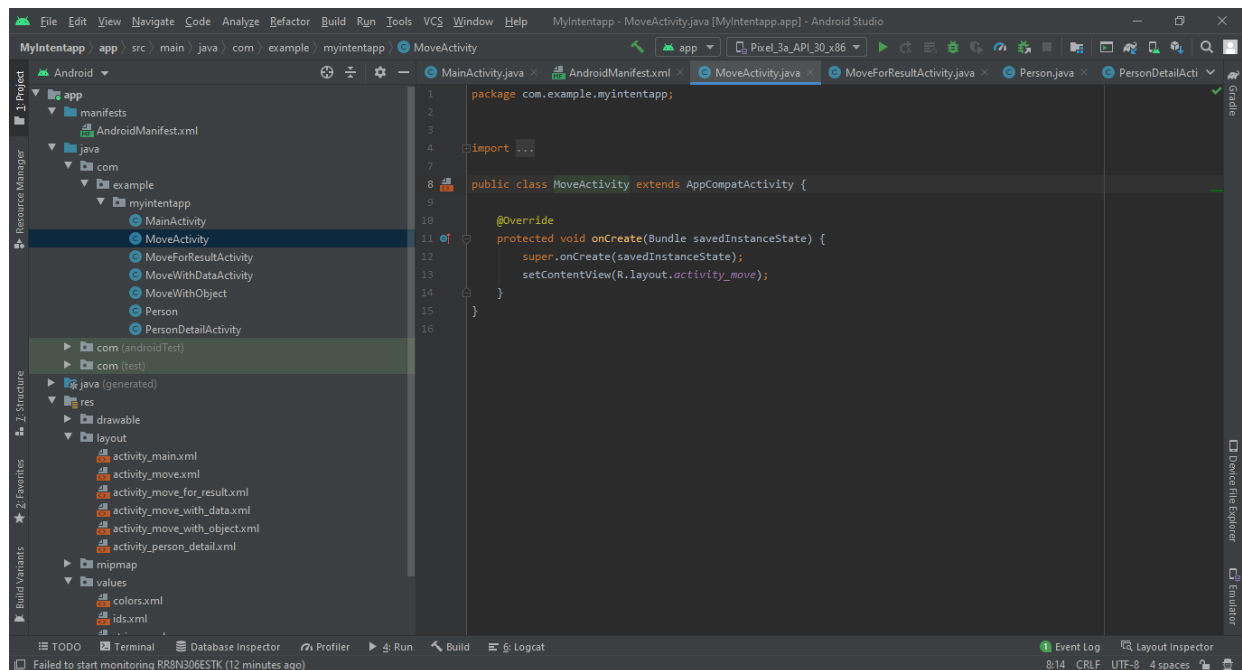 File Edit View Navigate Code Analyze Refactor Build Run Tools VCS Window Help MyIntentapp - MoveActivity.java [MyIntentapp.app] - Android Studio
MyIntentapp app src main java com example myintentapp MoveActivity app Pixel_3a_API_30_x86
Android
MainActivity.java AndroidManifest.xml MoveActivity.java MoveForResultActivity.java Person.java PersonDetailActi
1: Project
Resource Manager
Z: Structure
2: Favorites
Build Variants
app
manifests
AndroidManifest.xml
java
com
example
myintentapp
MainActivity
MoveActivity
MoveForResultActivity
MoveWithDataActivity
MoveWithObject
Person
PersonDetailActivity
com (androidTest)
com (test)
java (generated)
res
drawable
layout
activity_main.xml
activity_move.xml
activity_move_for_result.xml
activity_move_with_data.xml
activity_move_with_object.xml
activity_person_detail.xml
mipmap
values
colors.xml
ids.xml
1 package com.example.myintentapp;
2
3
4 import ...
7
8 public class MoveActivity extends AppCompatActivity {
9
10 @Override
11 protected void onCreate(Bundle savedInstanceState) {
12 super.onCreate(savedInstanceState);
13 setContentView(R.layout.activity_move);
14 }
15 }
16
Gradle
Device File Explorer
Emulator
TODO Terminal Database Inspector Profiler 4: Run Build 6: Logcat 1 Event Log Layout Inspector
Failed to start monitoring RR8N306ESTK (12 minutes ago) 8:14 CRLF UTF-8 4 spaces